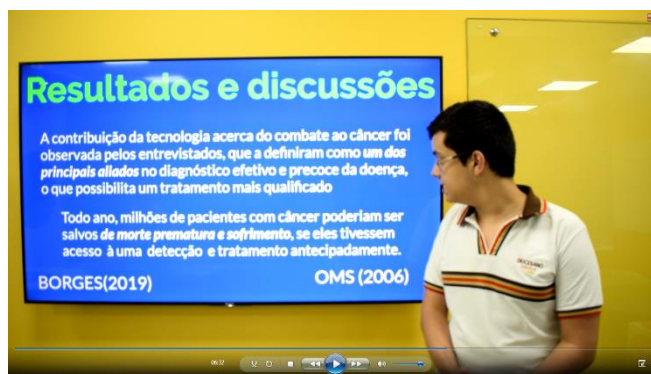 Resultados e discussões
A contribuição da tecnologia acerca do combate ao câncer foi
observada pelos entrevistados, que a definiram como um dos
principais aliados no diagnóstico efetivo e precoce da doença,
o que possibilita um tratamento mais qualificado
Todo ano, milhões de pacientes com câncer poderiam ser
salvos de morte prematura e sofrimento, se eles tivessem
acesso à uma detecção e tratamento antecipadamente.
BORGES(2019)
OMS (2006)
DIOCESANO
06:32